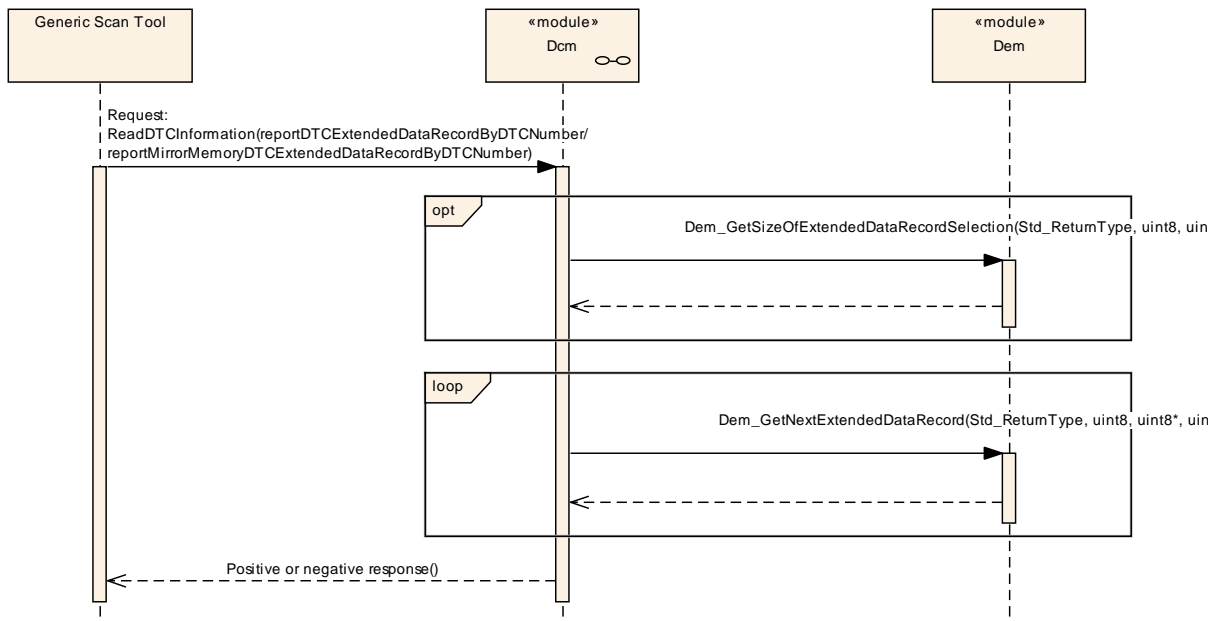 Generic Scan Tool
«module»
Dcm
«module»
Dem
Request:
ReadDTCInformation(reportDTCExtendedDataRecordByDTCNumber/
reportMirrorMemoryDTCExtendedDataRecordByDTCNumber)
opt
Dem_GetSizeOfExtendedDataRecordSelection(Std_ReturnType, uint8, uin
loop
Dem_GetNextExtendedDataRecord(Std_ReturnType, uint8, uint8*, uin
Positive or negative response()